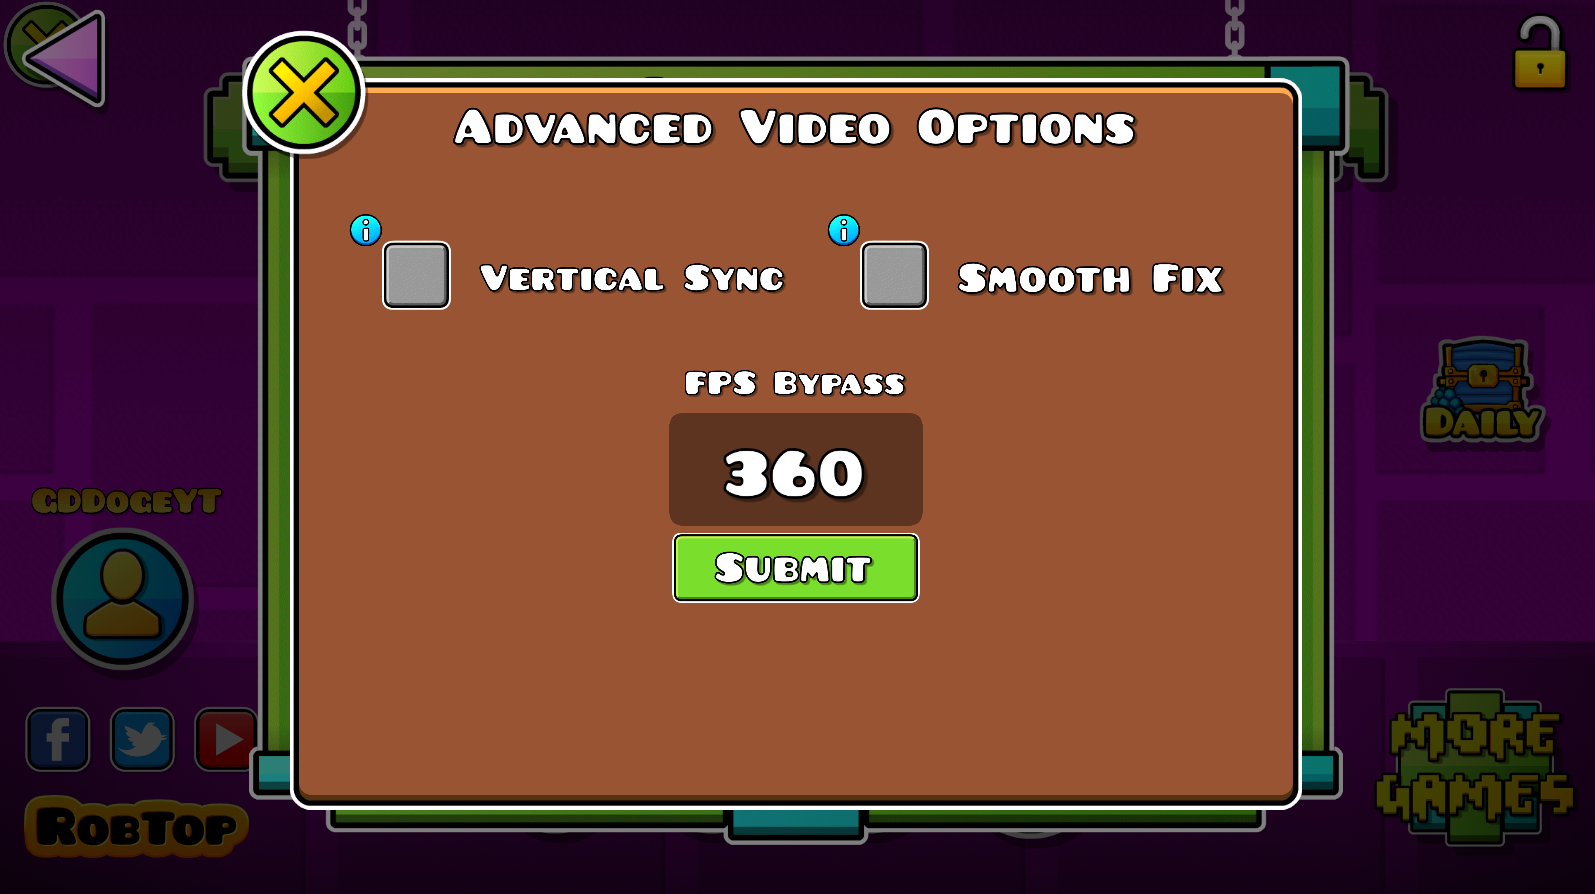 Advanced Video Options
Vertical Sync
Smooth Fix
FPS Bypass
360
Submit
Daily
GDDogeYT
RobTop
More
Games